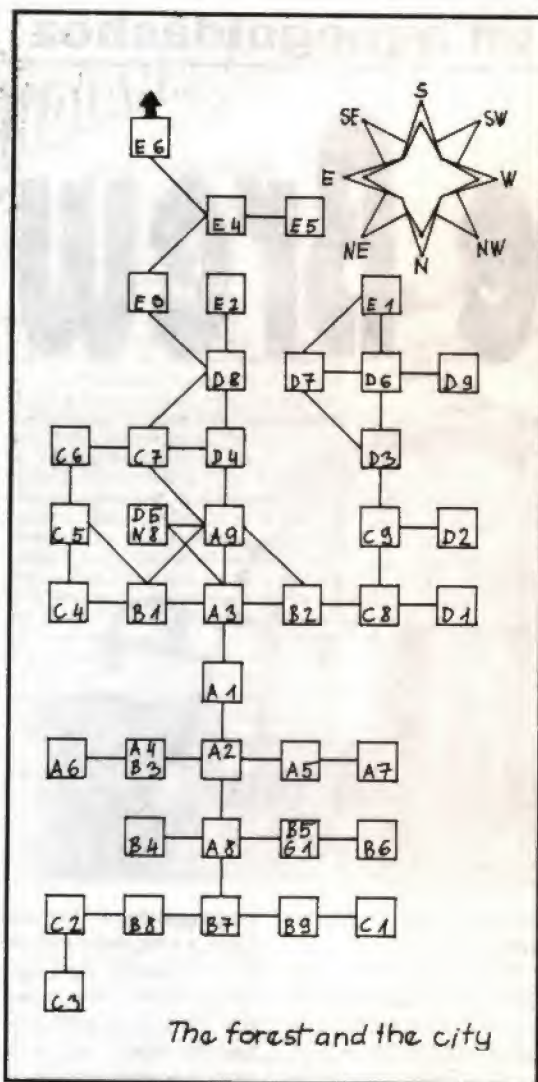 S
SE SW
E W
NE NW
N
E6
E4 E5
E3 E2 E1
D8 D7 D6 D9
C6 C7 D4 D3
D5
N8
C5 A9 C9 D2
C4 B1 A3 B2 C8 D1
A1
A4
B3
A6 A2 A5 A7
B5
G1
B4 A8 B6
C2 B8 B7 B9 C1
C3
The forest and the city